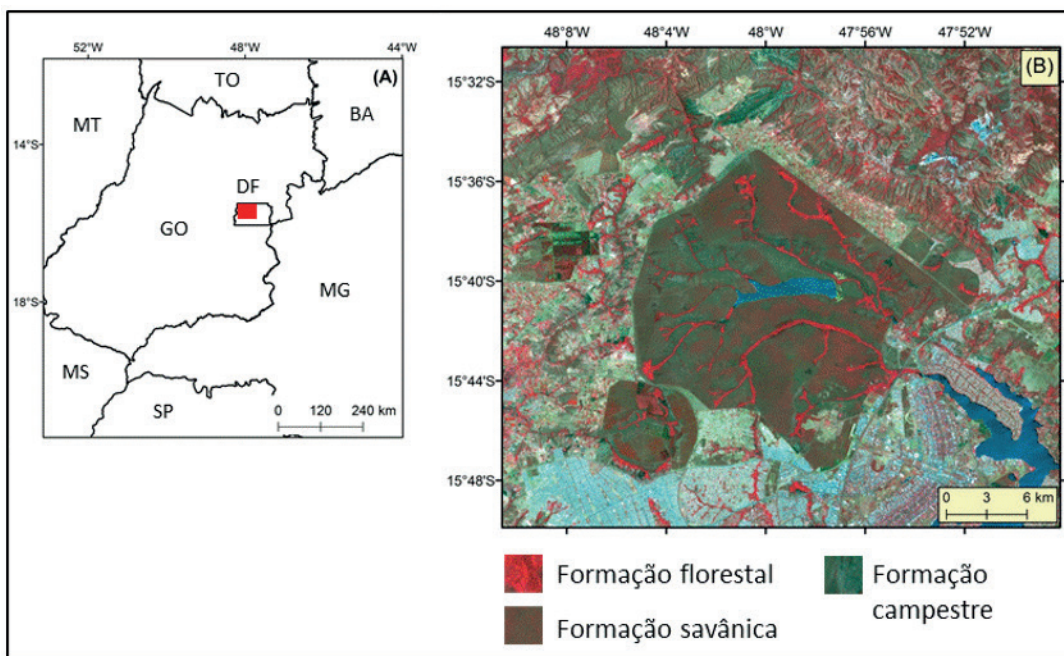 52°W 48°W 44°W
(A)
TO
MT
BA
14°S
DF
GO
MG
18°S
MS
SP
0 120 240 km
48°8'W 48°4'W 48°W 47°56'W 47°52'W
(B)
15°32'S
15°36'S
15°40'S
15°44'S
15°48'S
0 3 6 km
Formação florestal
Formação savânica
Formação
campestre